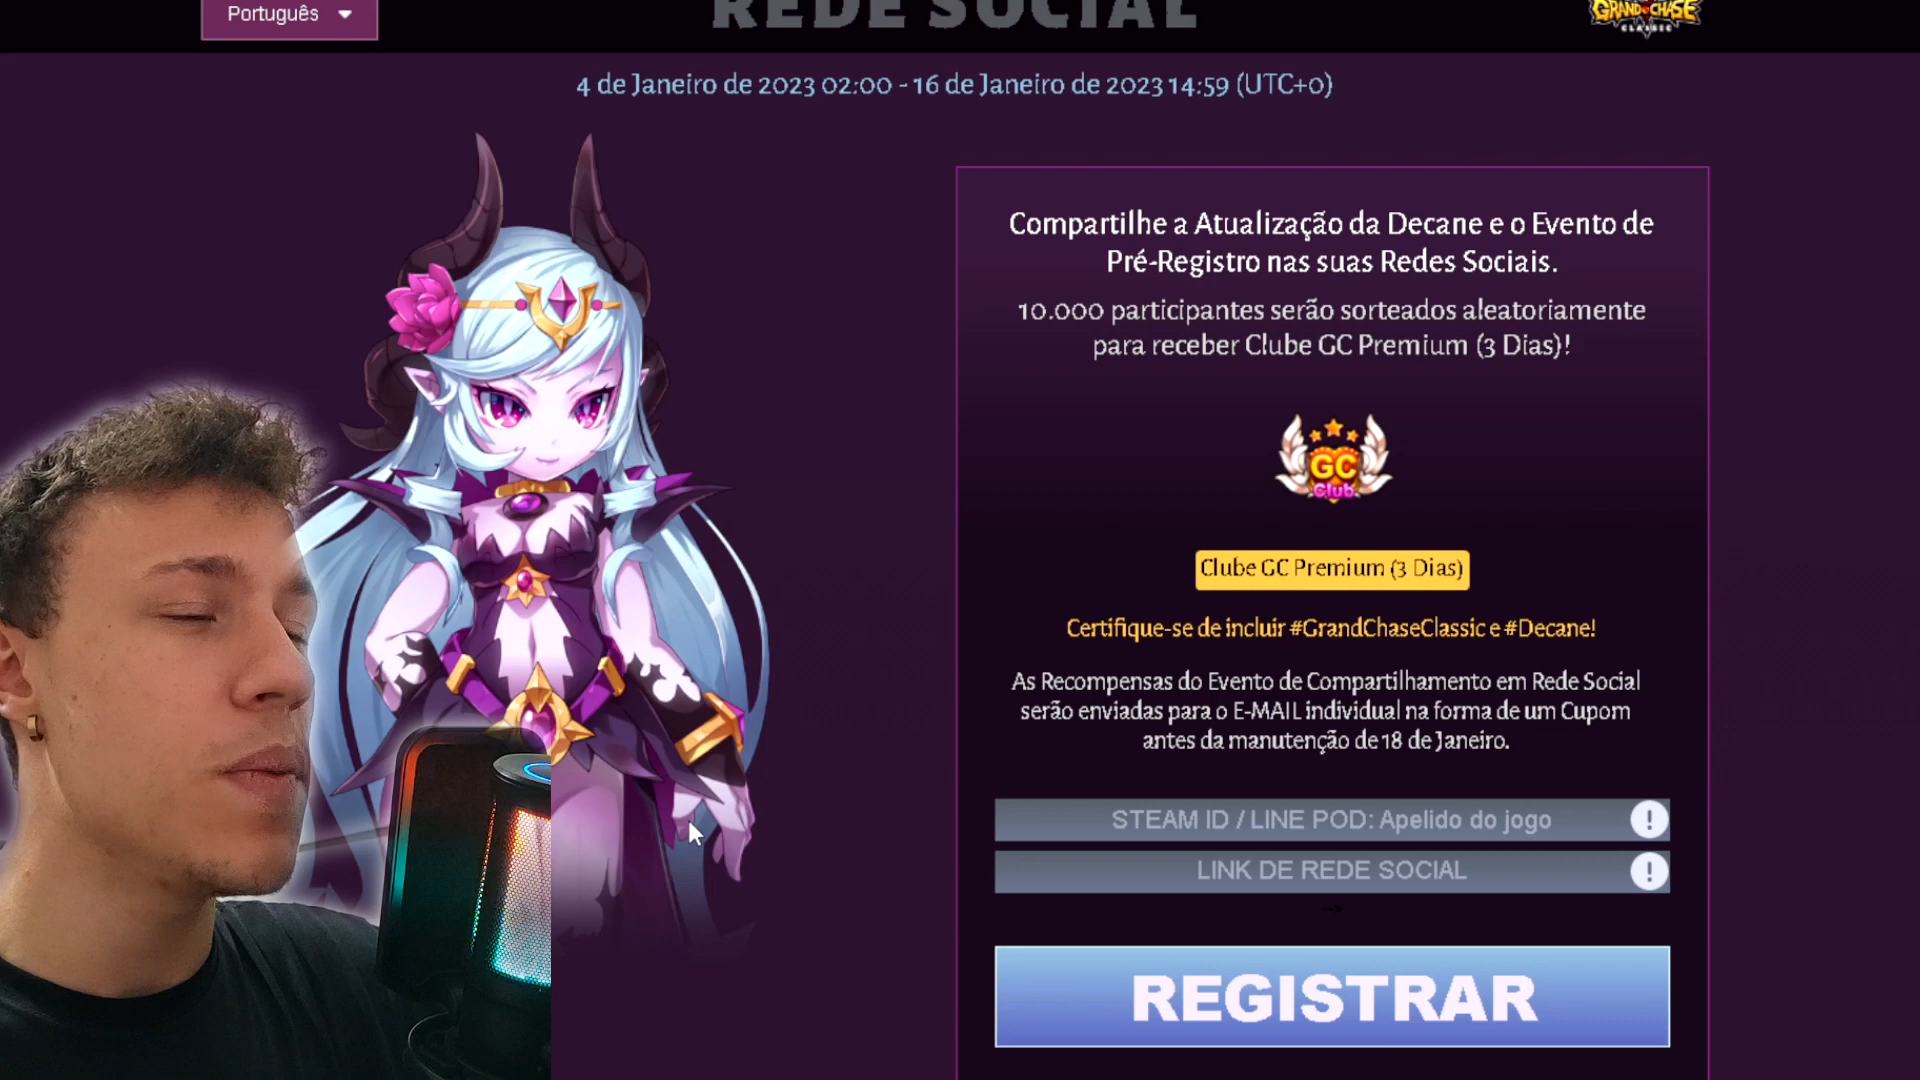 Português
REDE SOCIAL
GRAND CHASE
CLASSIC
4 de Janeiro de 2023 02:00 - 16 de Janeiro de 2023 14:59 (UTC+0)
Compartilhe a Atualização da Decane e o Evento de
Pré-Registro nas suas Redes Sociais.
10.000 participantes serão sorteados aleatoriamente
para receber Clube GC Premium (3 Dias)!
GC
Club
Clube GC Premium (3 Dias)
Certifique-se de incluir #GrandChaseClassic e #Decane!
As Recompensas do Evento de Compartilhamento em Rede Social
serão enviadas para o E-MAIL individual na forma de um Cupom
antes da manutenção de 18 de Janeiro.
STEAM ID / LINE POD: Apelido do jogo
!
LINK DE REDE SOCIAL
!
-->
REGISTRAR